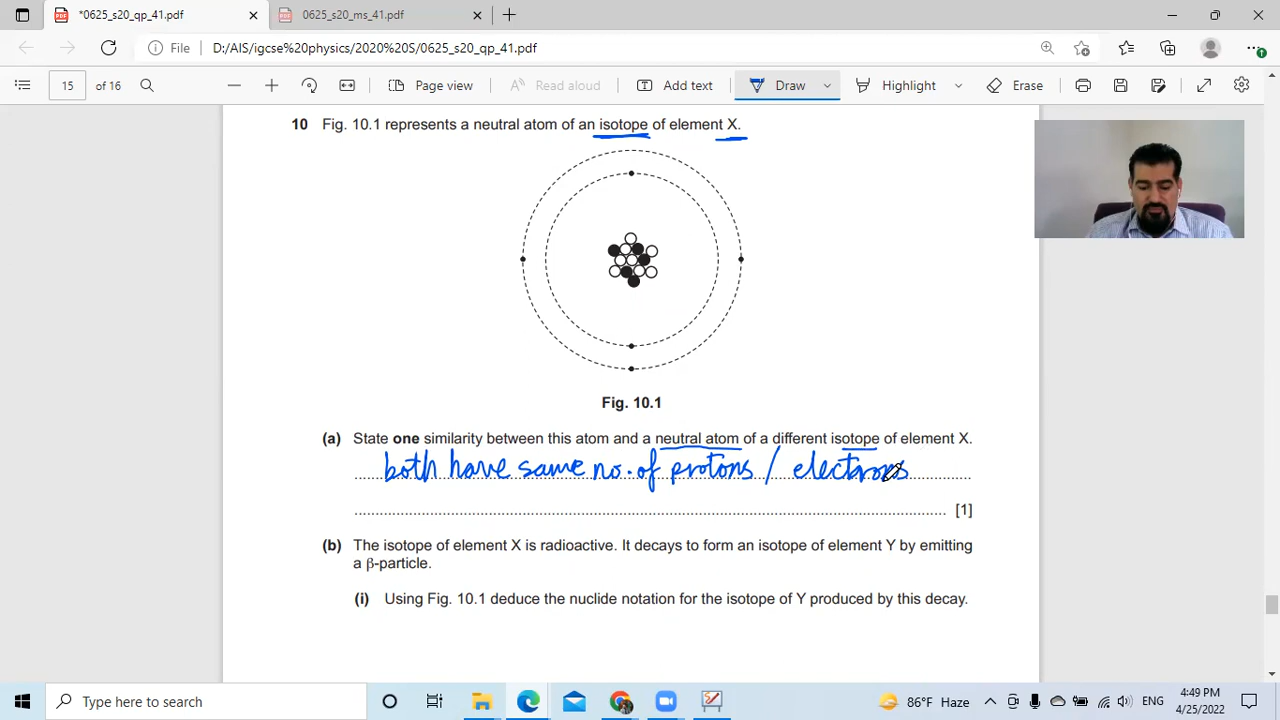 *0625_s20_qp_41.pdf
0625_s20_ms_41.pdf
File
D:/AIS/igcse%20physics/2020%20S/0625_s20_qp_41.pdf
15 of 16
Page view
Read aloud
Add text
Draw
Highlight
Erase
10 Fig. 10.1 represents a neutral atom of an isotope of element X.
Fig. 10.1
(a) State one similarity between this atom and a neutral atom of a different isotope of element X.
both have same no. of protons / electrons
[1]
(b) The isotope of element X is radioactive. It decays to form an isotope of element Y by emitting
a β-particle.
(i) Using Fig. 10.1 deduce the nuclide notation for the isotope of Y produced by this decay.
Type here to search
86°F Haze
ENG
4:49 PM
4/25/2022